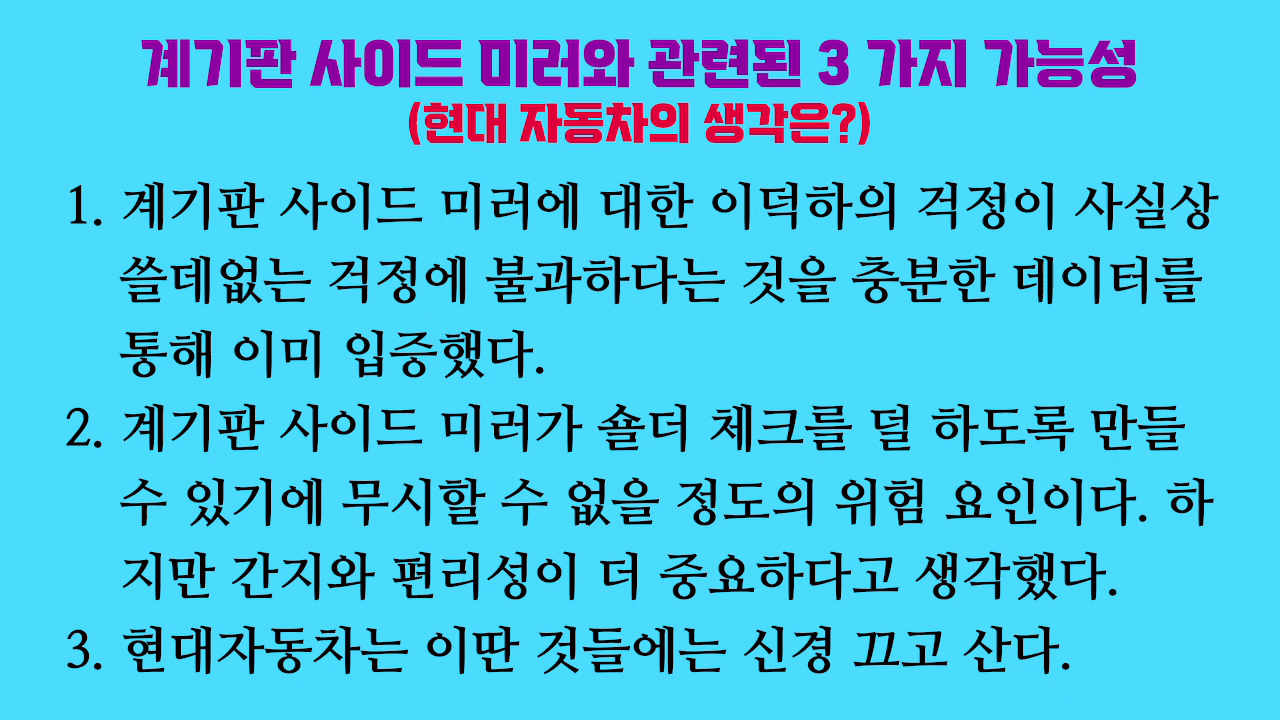 계기판 사이드 미러와 관련된 3 가지 가능성
(현대 자동차의 생각은?)
1. 계기판 사이드 미러에 대한 이덕하의 걱정이 사실상
쓸데없는 걱정에 불과하다는 것을 충분한 데이터를
통해 이미 입증했다.
2. 계기판 사이드 미러가 숄더 체크를 덜 하도록 만들
수 있기에 무시할 수 없을 정도의 위험 요인이다. 하
지만 간지와 편리성이 더 중요하다고 생각했다.
3. 현대자동차는 이딴 것들에는 신경 끄고 산다.